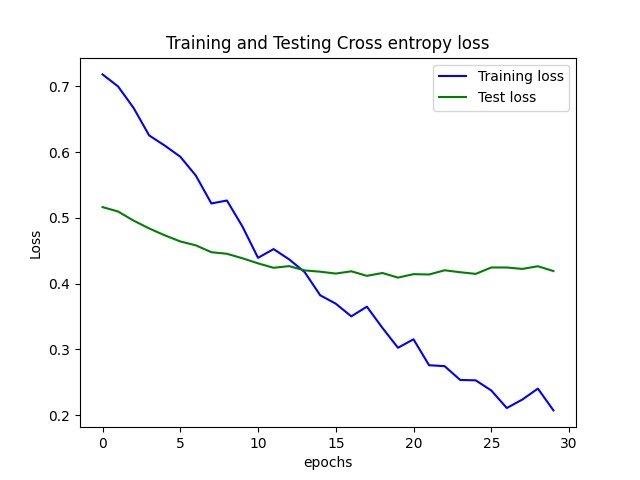 Training and Testing Cross entropy loss
Training loss
Test loss
0.7
0.6
0.5
0.4
0.3
0.2
Loss
0 5 10 15 20 25 30
epochs